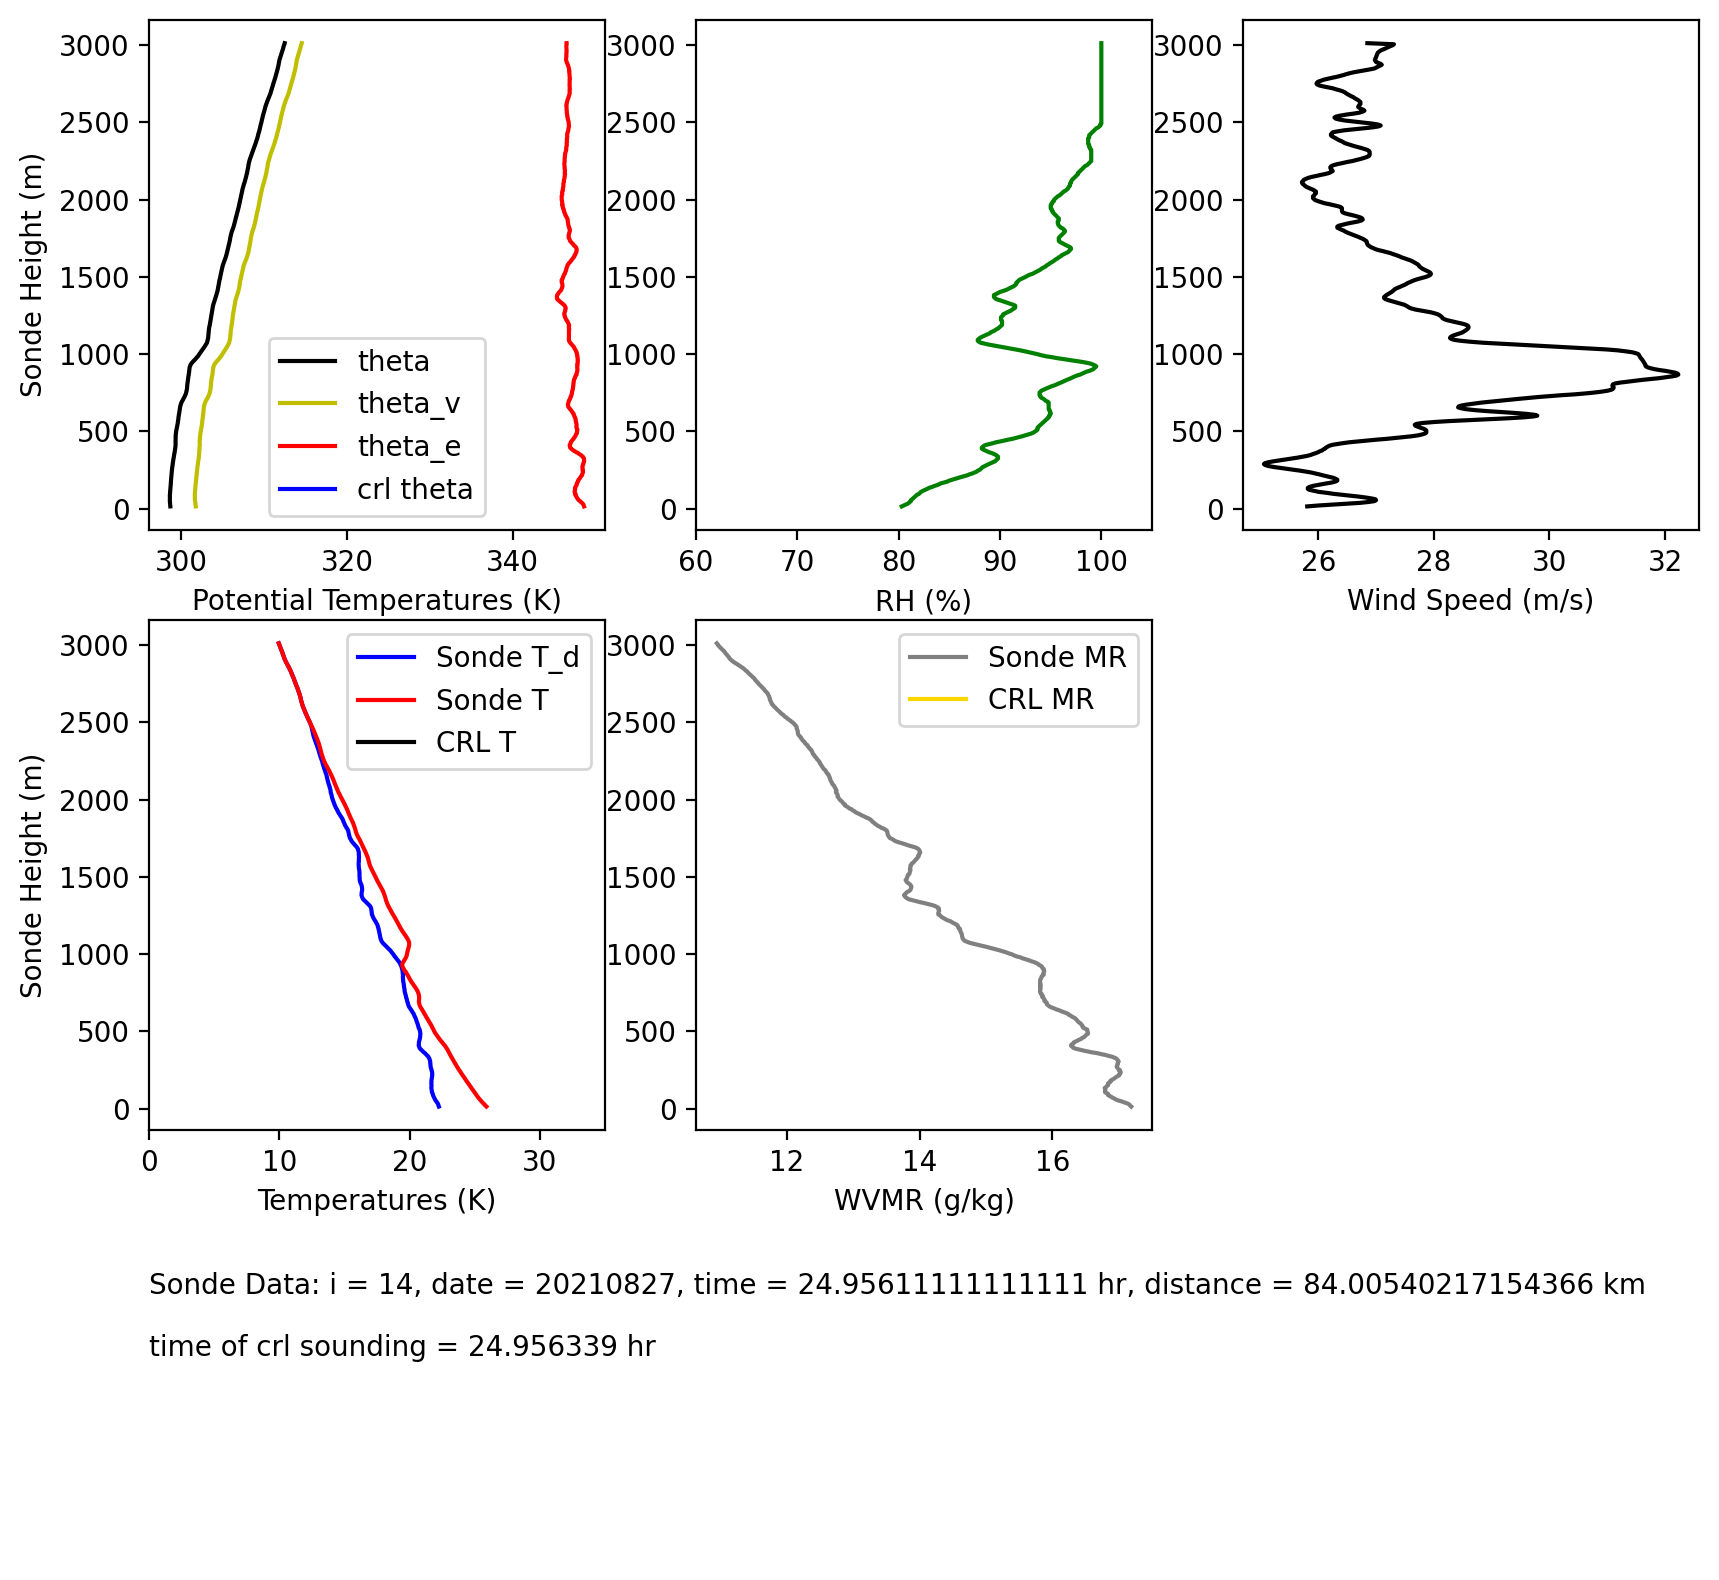 3000
2500
2000
1500
1000
500
0
Sonde Height (m)
300 320 340
Potential Temperatures (K)
theta
theta_v
theta_e
crl theta
3000
2500
2000
1500
1000
500
0
60 70 80 90 100
RH (%)
3000
2500
2000
1500
1000
500
0
26 28 30 32
Wind Speed (m/s)
3000
2500
2000
1500
1000
500
0
Sonde Height (m)
0 10 20 30
Temperatures (K)
Sonde T_d
Sonde T
CRL T
3000
2500
2000
1500
1000
500
0
12 14 16
WVMR (g/kg)
Sonde MR
CRL MR
Sonde Data: i = 14, date = 20210827, time = 24.95611111111111 hr, distance = 84.00540217154366 km
time of crl sounding = 24.956339 hr